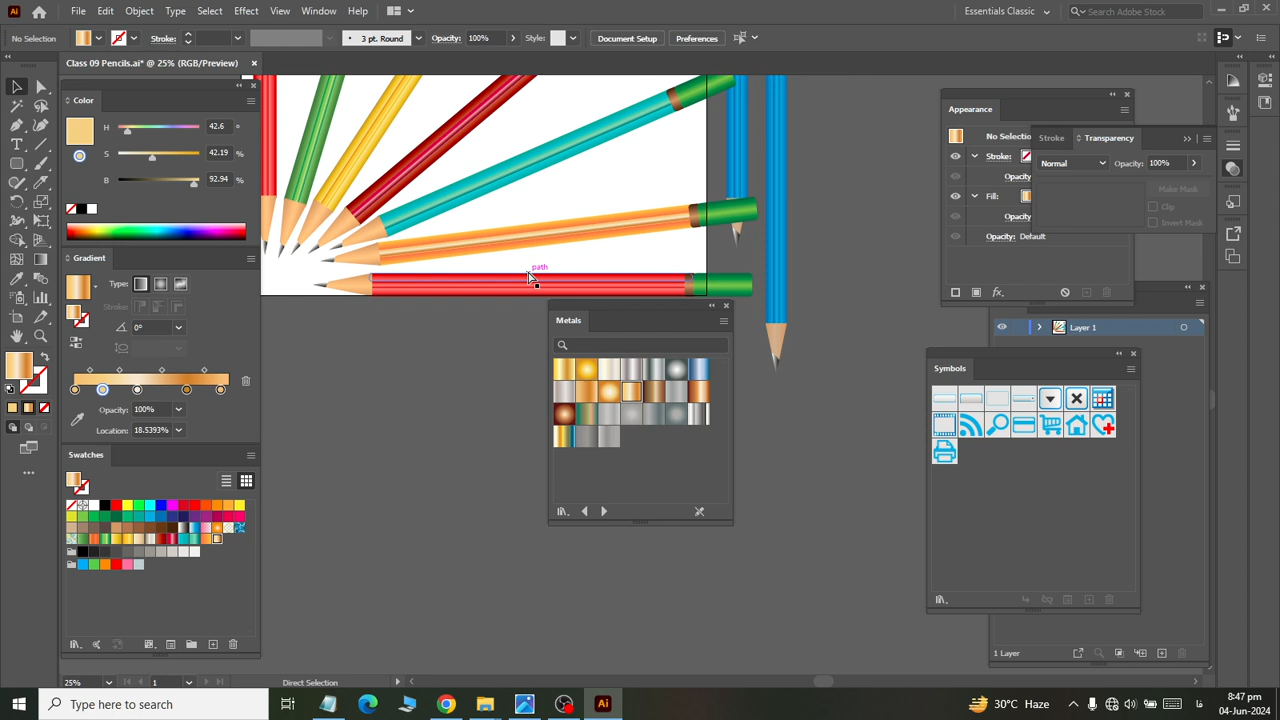 Ai File Edit Object Type Select Effect View Window Help Essentials Classic Search Adobe Stock
No Selection Stroke: 3 pt. Round Opacity: 100% Style: Document Setup Preferences
Class 09 Pencils.ai* @ 25% (RGB/Preview)
Color
H 42.6
S 42.19 %
B 92.94 %
Gradient
Type:
Stroke:
0°
Opacity: 100%
Location: 18.5393%
Swatches
path
Metals
Appearance
No Selectio
Stroke:
Opacity
Fill:
Opacity
Opacity: Default
Stroke Transparency
Normal Opacity: 100%
Make Mask
Clip
Invert Mask
Layer 1
Symbols
1 Layer
25% 1 Direct Selection
Type here to search Ai 30°C Haze 8:47 pm
04-Jun-2024